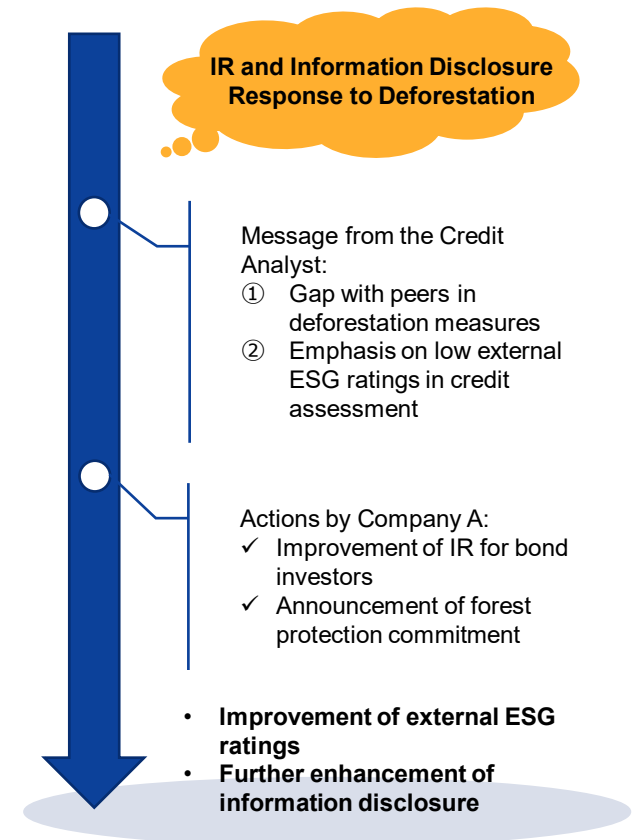 IR and Information Disclosure
Response to Deforestation
Message from the Credit
Analyst:
① Gap with peers in
deforestation measures
② Emphasis on low external
ESG ratings in credit
assessment
Actions by Company A:
✓ Improvement of IR for bond
investors
✓ Announcement of forest
protection commitment
• Improvement of external ESG
ratings
• Further enhancement of
information disclosure